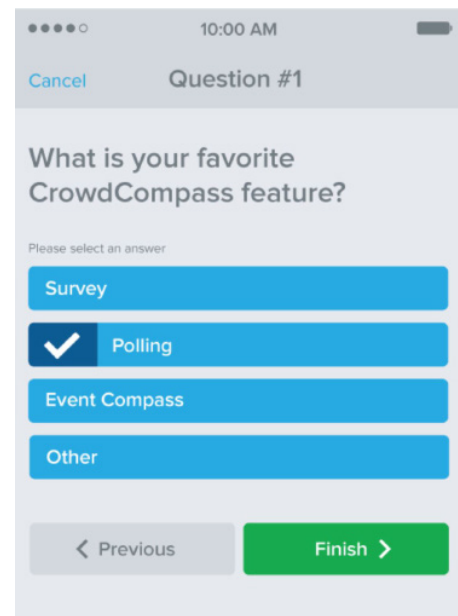 10:00 AM
Cancel
Question #1
What is your favorite
CrowdCompass feature?
Please select an answer
Survey
Polling
Event Compass
Other
Previous
Finish